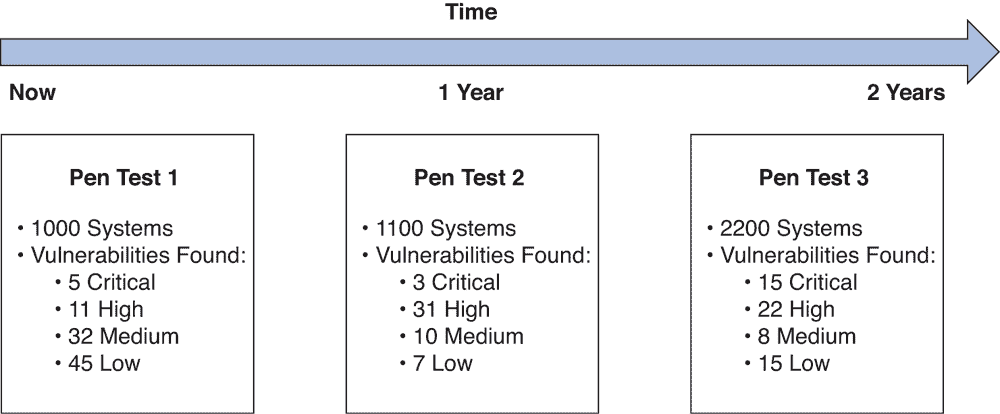 Time
Now
1 Year
2 Years
Pen Test 1
• 1000 Systems
• Vulnerabilities Found:
• 5 Critical
• 11 High
• 32 Medium
• 45 Low
Pen Test 2
• 1100 Systems
• Vulnerabilities Found:
• 3 Critical
• 31 High
• 10 Medium
• 7 Low
Pen Test 3
• 2200 Systems
• Vulnerabilities Found:
• 15 Critical
• 22 High
• 8 Medium
• 15 Low